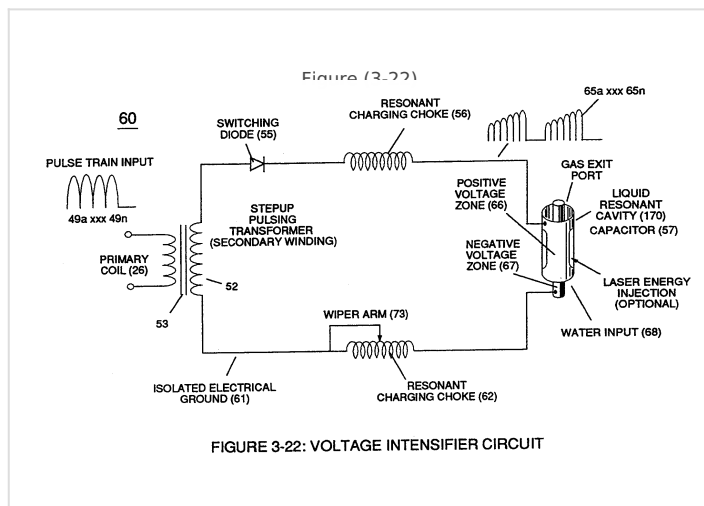 Figure (3-22)
60
65a xxx 65n
RESONANT
CHARGING CHOKE (56)
SWITCHING
DIODE (55)
PULSE TRAIN INPUT
49a xxx 49n
GAS EXIT
PORT
POSITIVE
VOLTAGE
ZONE (66)
LIQUID
RESONANT
CAVITY (170)
CAPACITOR (57)
STEPUP
PULSING
TRANSFORMER
(SECONDARY WINDING)
NEGATIVE
VOLTAGE
ZONE (67)
PRIMARY
COIL (26)
52
53
LASER ENERGY
INJECTION
(OPTIONAL)
WIPER ARM (73)
WATER INPUT (68)
ISOLATED ELECTRICAL
GROUND (61)
RESONANT
CHARGING CHOKE (62)
FIGURE 3-22: VOLTAGE INTENSIFIER CIRCUIT